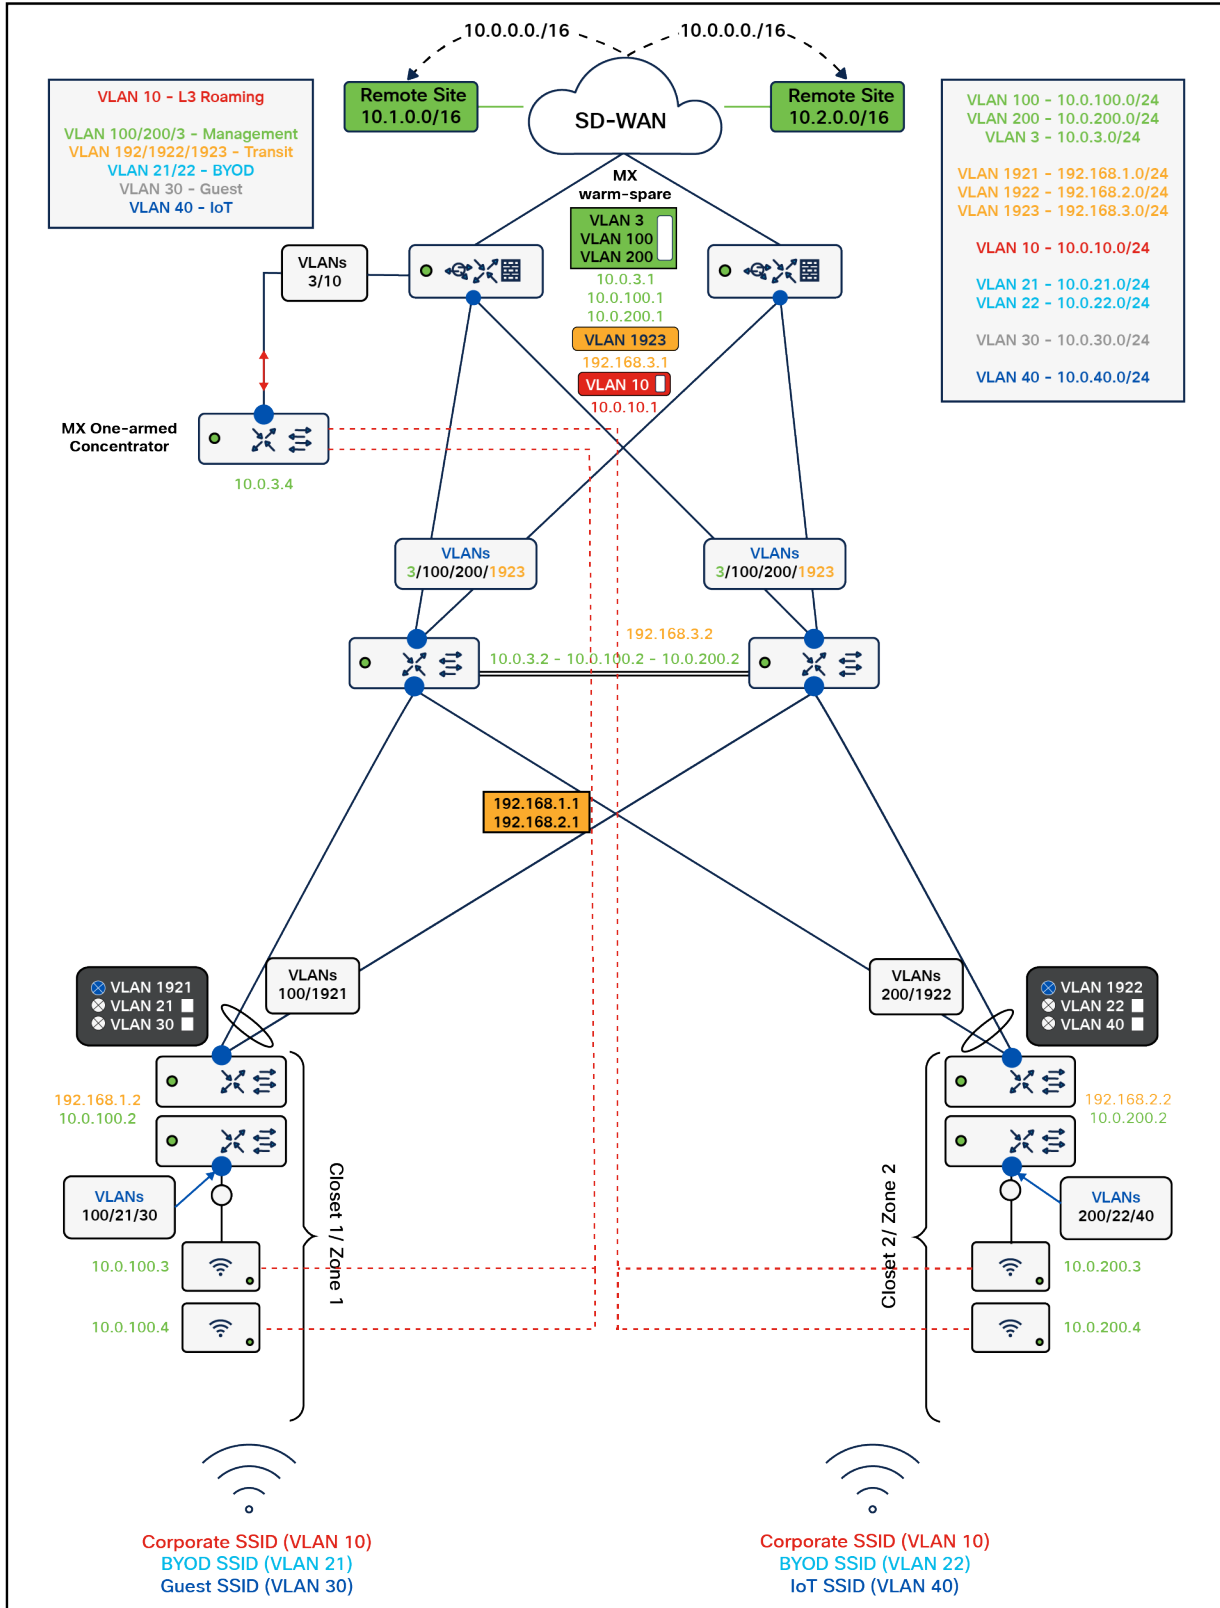 10.0.0.0./16
10.0.0.0./16
VLAN 10 - L3 Roaming
VLAN 100/200/3 - Management
VLAN 192/1922/1923 - Transit
VLAN 21/22 - BYOD
VLAN 30 - Guest
VLAN 40 - IoT
Remote Site
10.1.0.0/16
SD-WAN
Remote Site
10.2.0.0/16
VLAN 100 - 10.0.100.0/24
VLAN 200 - 10.0.200.0/24
VLAN 3 - 10.0.3.0/24
VLAN 1921 - 192.168.1.0/24
VLAN 1922 - 192.168.2.0/24
VLAN 1923 - 192.168.3.0/24
VLAN 10 - 10.0.10.0/24
VLAN 21 - 10.0.21.0/24
VLAN 22 - 10.0.22.0/24
VLAN 30 - 10.0.30.0/24
VLAN 40 - 10.0.40.0/24
MX
warm-spare
VLAN 3
VLAN 100
VLAN 200
10.0.3.1
10.0.100.1
10.0.200.1
VLAN 1923
192.168.3.1
VLAN 10
10.0.10.1
VLANs
3/10
MX One-armed
Concentrator
10.0.3.4
VLANs
3/100/200/1923
VLANs
3/100/200/1923
192.168.3.2
10.0.3.2 - 10.0.100.2 - 10.0.200.2
192.168.1.1
192.168.2.1
VLAN 1921
VLAN 21
VLAN 30
VLANs
100/1921
VLANs
200/1922
VLAN 1922
VLAN 22
VLAN 40
192.168.1.2
10.0.100.2
192.168.2.2
10.0.200.2
VLANs
100/21/30
Closet 1/ Zone 1
Closet 2/ Zone 2
VLANs
200/22/40
10.0.100.3
10.0.200.3
10.0.100.4
10.0.200.4
Corporate SSID (VLAN 10)
BYOD SSID (VLAN 21)
Guest SSID (VLAN 30)
Corporate SSID (VLAN 10)
BYOD SSID (VLAN 22)
IoT SSID (VLAN 40)